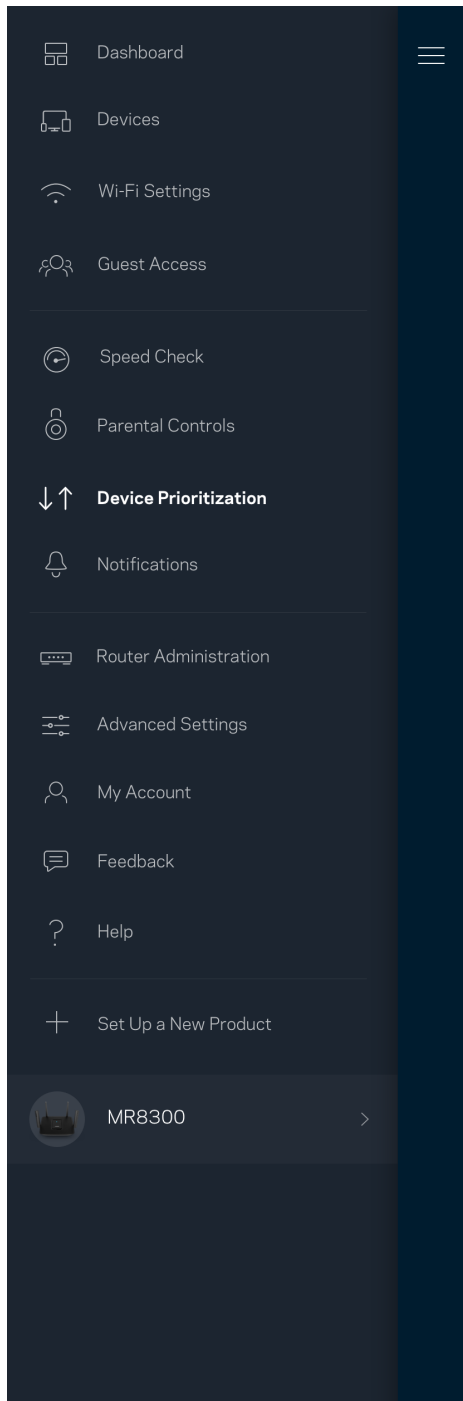 Dashboard
Devices
Wi-Fi Settings
Guest Access
Speed Check
Parental Controls
Device Prioritization
Notifications
Router Administration
Advanced Settings
My Account
Feedback
Help
Set Up a New Product
MR8300